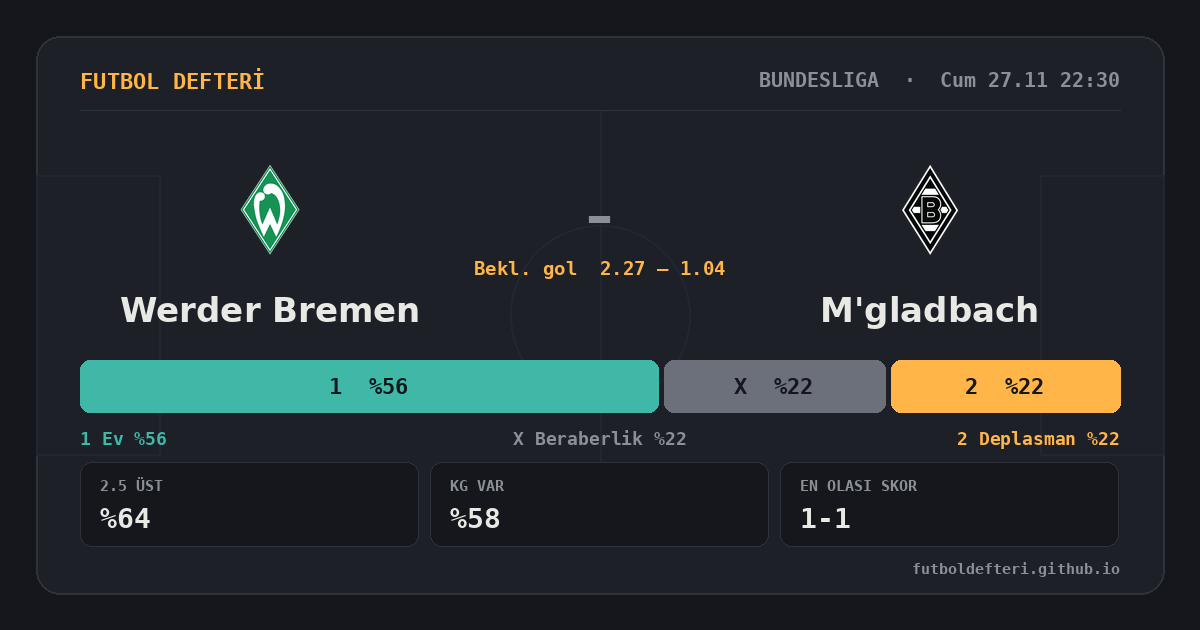 FUTBOL DEFTERİ
BUNDESLIGA · Cum 27.11 22:30
B
–
Bekl. gol 2.27 – 1.04
Werder Bremen
M'gladbach
1 %56
X %22
2 %22
1 Ev %56
X Beraberlik %22
2 Deplasman %22
2.5 ÜST
%64
KG VAR
%58
EN OLASI SKOR
1-1
futboldefteri.github.io